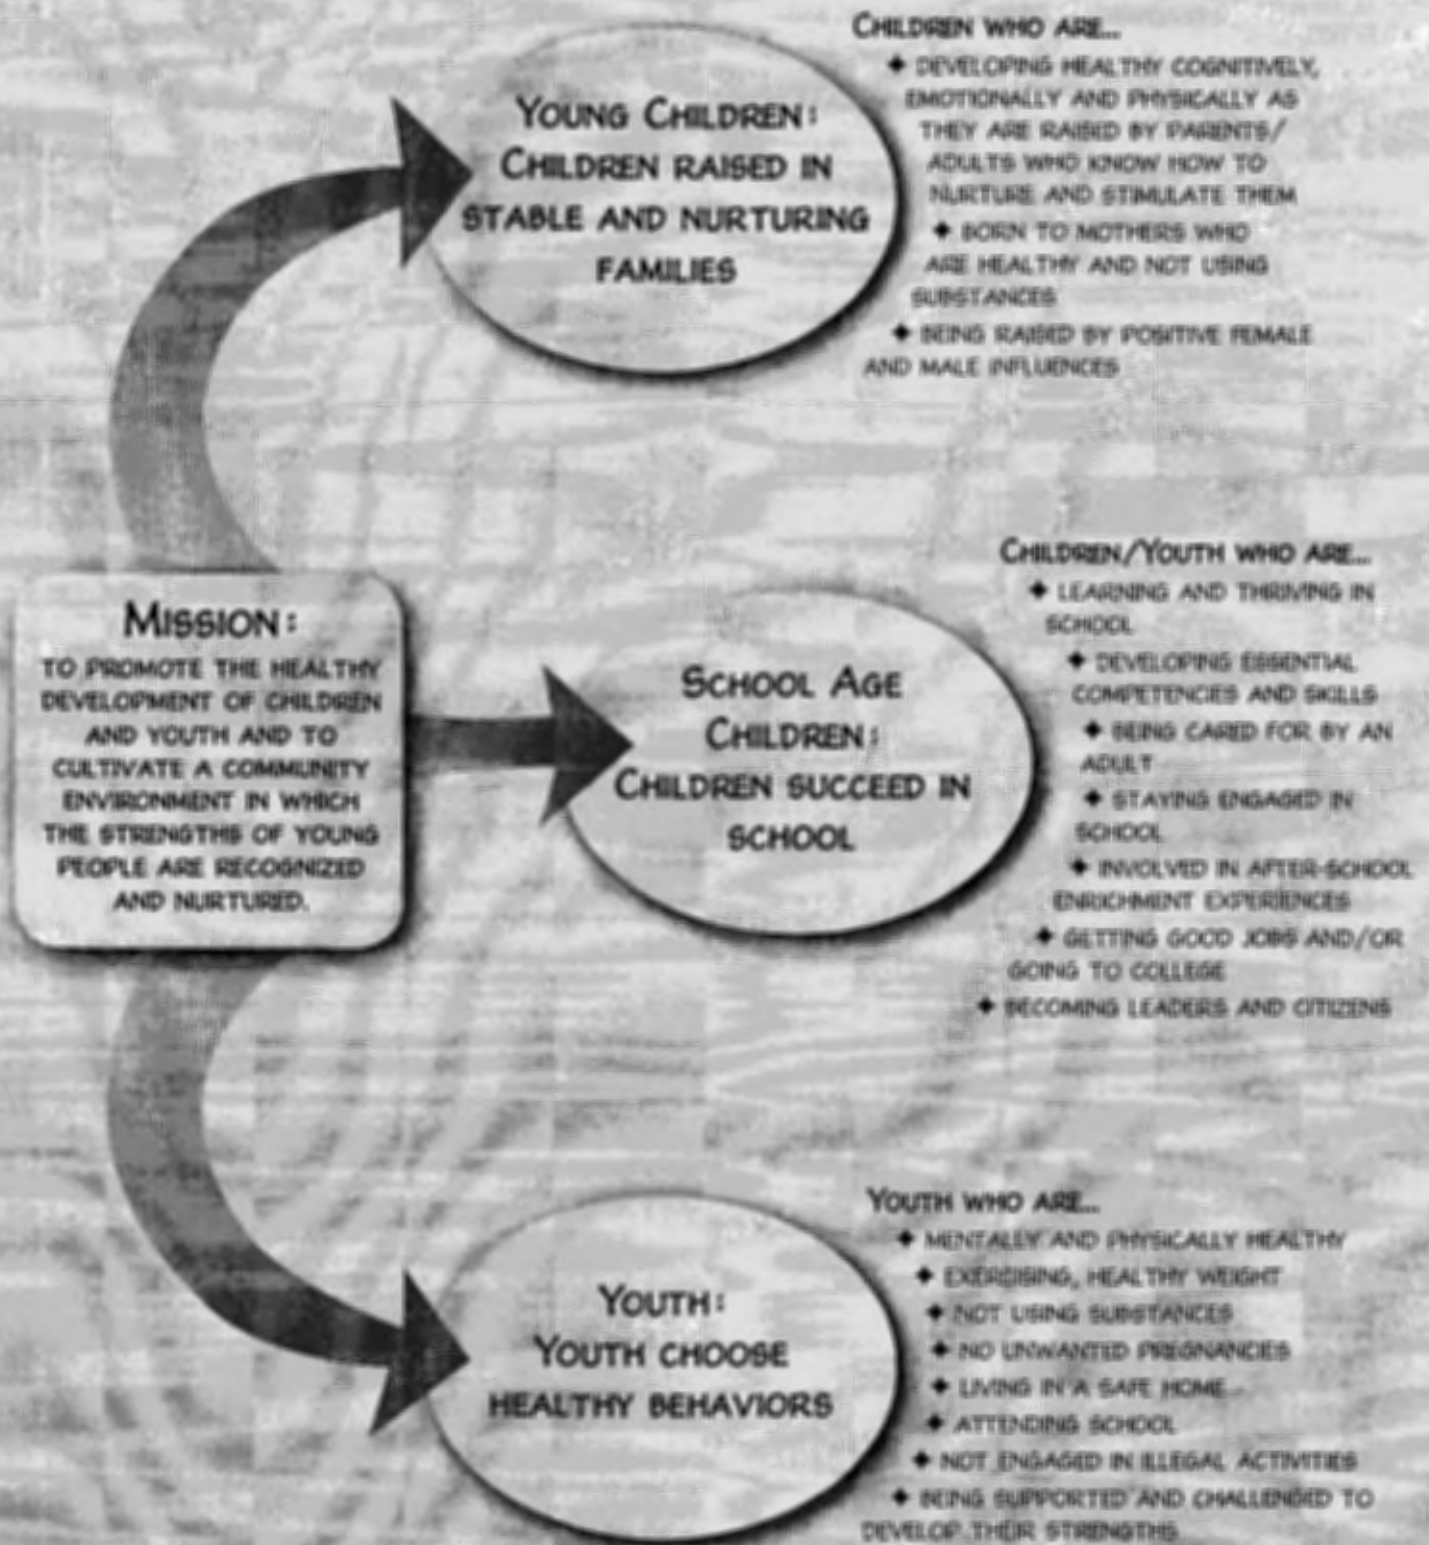 CHILDREN WHO ARE...
◆ DEVELOPING HEALTHY COGNITIVELY,
EMOTIONALLY AND PHYSICALLY AS
THEY ARE RAISED BY PARENTS/
ADULTS WHO KNOW HOW TO
NURTURE AND STIMULATE THEM
◆ BORN TO MOTHERS WHO
ARE HEALTHY AND NOT USING
SUBSTANCES
◆ BEING RAISED BY POSITIVE FEMALE
AND MALE INFLUENCES
YOUNG CHILDREN:
CHILDREN RAISED IN
STABLE AND NURTURING
FAMILIES
MISSION:
TO PROMOTE THE HEALTHY
DEVELOPMENT OF CHILDREN
AND YOUTH AND TO
CULTIVATE A COMMUNITY
ENVIRONMENT IN WHICH
THE STRENGTHS OF YOUNG
PEOPLE ARE RECOGNIZED
AND NURTURED.
SCHOOL AGE
CHILDREN:
CHILDREN SUCCEED IN
SCHOOL
CHILDREN/YOUTH WHO ARE...
◆ LEARNING AND THRIVING IN
SCHOOL
◆ DEVELOPING ESSENTIAL
COMPETENCIES AND SKILLS
◆ BEING CARED FOR BY AN
ADULT
◆ STAYING ENGAGED IN
SCHOOL
◆ INVOLVED IN AFTER-SCHOOL
ENRICHMENT EXPERIENCES
◆ GETTING GOOD JOBS AND/OR
GOING TO COLLEGE
◆ BECOMING LEADERS AND CITIZENS
YOUTH:
YOUTH CHOOSE
HEALTHY BEHAVIORS
YOUTH WHO ARE...
◆ MENTALLY AND PHYSICALLY HEALTHY
◆ EXERCISING, HEALTHY WEIGHT
◆ NOT USING SUBSTANCES
◆ NO UNWANTED PREGNANCIES
◆ LIVING IN A SAFE HOME
◆ ATTENDING SCHOOL
◆ NOT ENGAGED IN ILLEGAL ACTIVITIES
◆ BEING SUPPORTED AND CHALLENGED TO
DEVELOP THEIR STRENGTHS